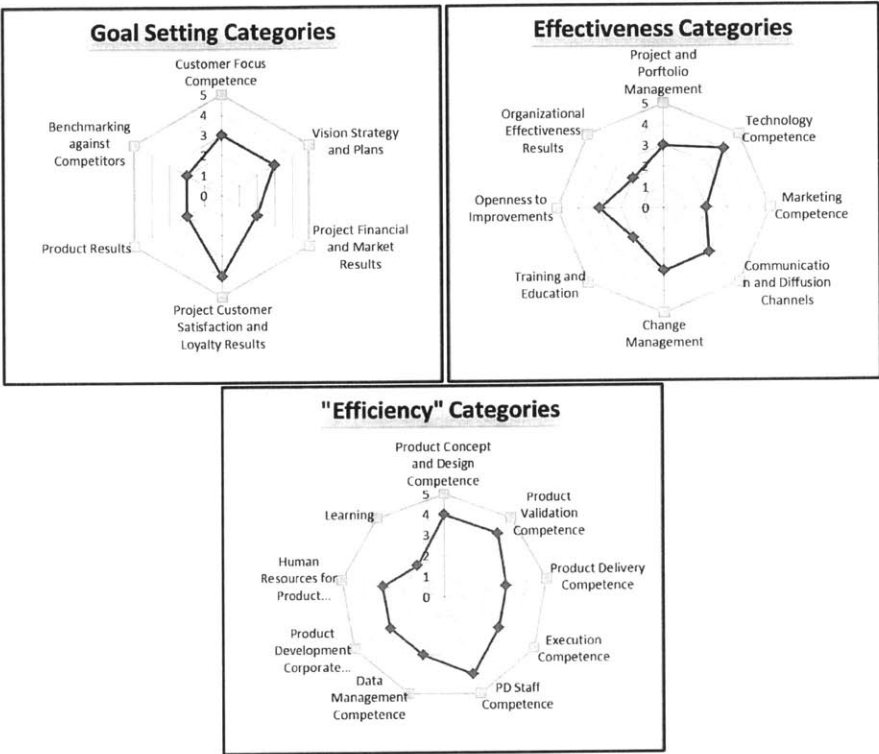 Goal Setting Categories
Customer Focus
Competence
5
4
3
2
1
0
Vision Strategy
and Plans
Project Financial
and Market
Results
Project Customer
Satisfaction and
Loyalty Results
Product Results
Benchmarking
against
Competitors
Effectiveness Categories
Project and
Porftolio
Management
5
4
3
2
1
0
Technology
Competence
Marketing
Competence
Communicatio
n and Diffusion
Channels
Change
Management
Training and
Education
Openness to
Improvements
Organizational
Effectiveness
Results
"Efficiency" Categories
Product Concept
and Design
Competence
5
4
3
2
1
0
Product
Validation
Competence
Product Delivery
Competence
Execution
Competence
PD Staff
Competence
Data
Management
Competence
Product
Development
Corporate...
Human
Resources for
Product...
Learning